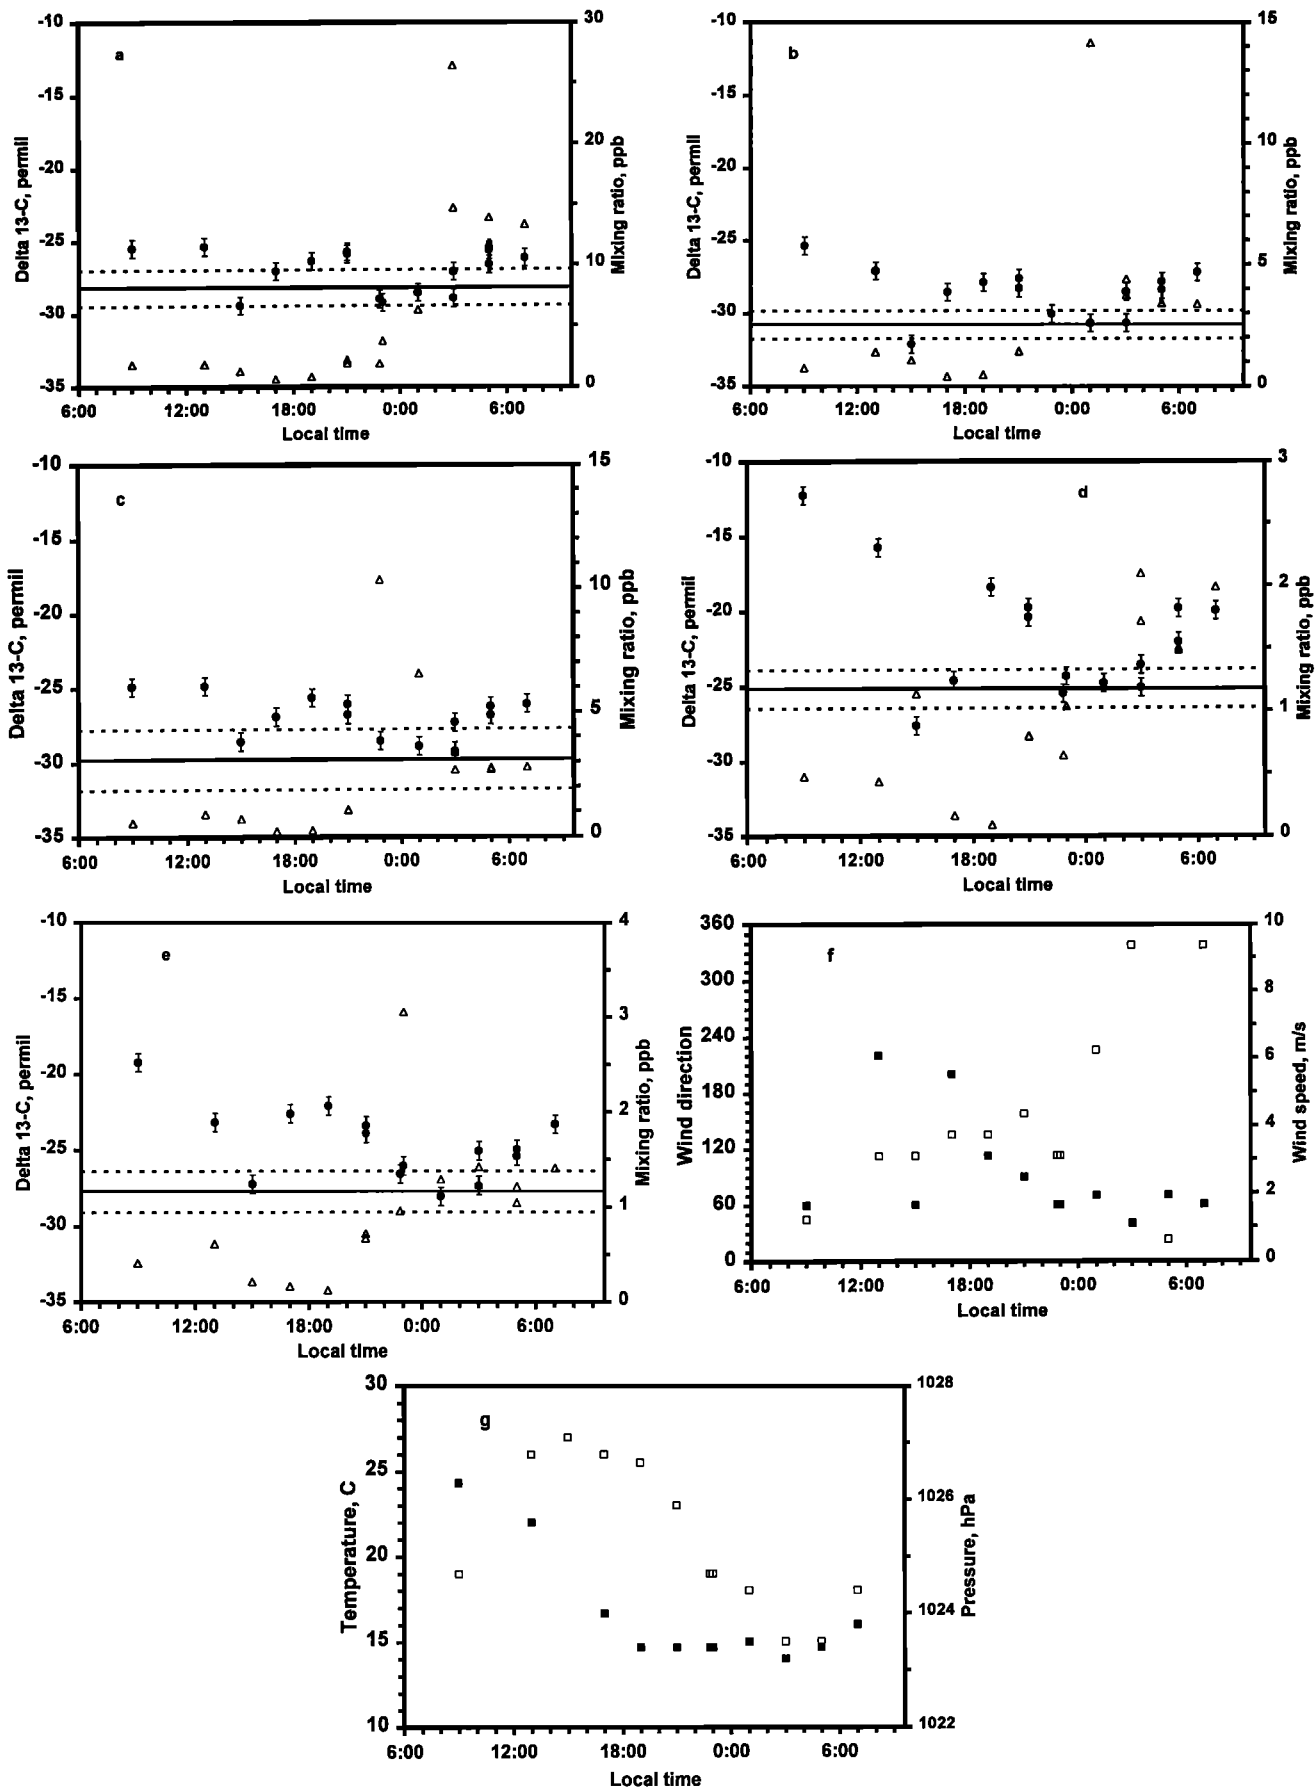 a
-10
-15
-20
-25
-30
-35
30
20
10
0
Delta 13-C, permil
Mixing ratio, ppb
6:00 12:00 18:00 0:00 6:00
Local time
b
-10
-15
-20
-25
-30
-35
15
10
5
0
Delta 13-C, permil
Mixing ratio, ppb
6:00 12:00 18:00 0:00 6:00
Local time
c
-10
-15
-20
-25
-30
-35
15
10
5
0
Delta 13-C, permil
Mixing ratio, ppb
6:00 12:00 18:00 0:00 6:00
Local time
d
-10
-15
-20
-25
-30
-35
3
2
1
0
Delta 13-C, permil
Mixing ratio, ppb
6:00 12:00 18:00 0:00 6:00
Local time
e
-10
-15
-20
-25
-30
-35
4
3
2
1
0
Delta 13-C, permil
Mixing ratio, ppb
6:00 12:00 18:00 0:00 6:00
Local time
f
360
300
240
180
120
60
0
10
8
6
4
2
0
Wind direction
Wind speed, m/s
6:00 12:00 18:00 0:00 6:00
Local time
g
30
25
20
15
10
1028
1026
1024
1022
Temperature, C
Pressure, hPa
6:00 12:00 18:00 0:00 6:00
Local time